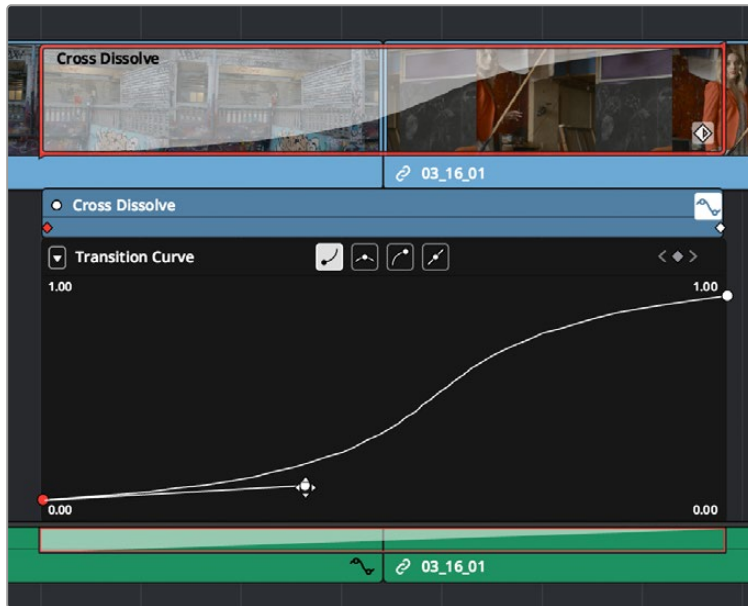 Cross Dissolve
03_16_01
Cross Dissolve
Transition Curve
1.00 1.00
0.00 0.00
03_16_01